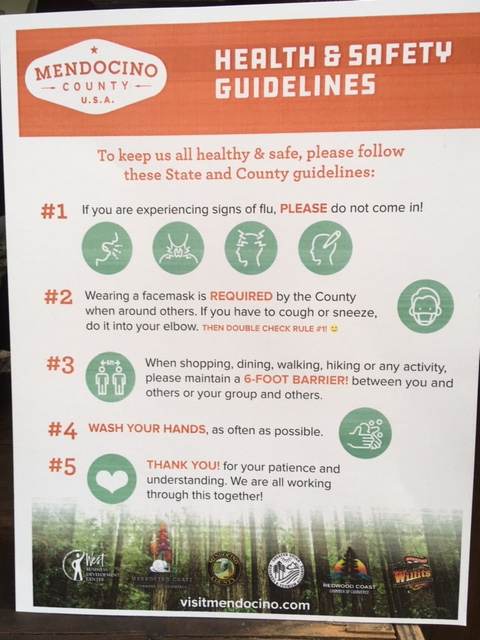 MENDOCINO
COUNTY
U.S.A.
HEALTH & SAFETY
GUIDELINES
To keep us all healthy & safe, please follow
these State and County guidelines:
#1 If you are experiencing signs of flu, PLEASE do not come in!
#2 Wearing a facemask is REQUIRED by the County
when around others. If you have to cough or sneeze,
do it into your elbow. THEN DOUBLE CHECK RULE #1! 😉
#3 When shopping, dining, walking, hiking or any activity,
please maintain a 6-FOOT BARRIER! between you and
others or your group and others.
#4 WASH YOUR HANDS, as often as possible.
#5 THANK YOU! for your patience and
understanding. We are all working
through this together!
West
BUSINESS
DEVELOPMENT
CENTER
MENDOCINO COAST
CHAMBER OF COMMERCE
REDWOOD COAST
CHAMBER OF COMMERCE
Willits
visitmendocino.com